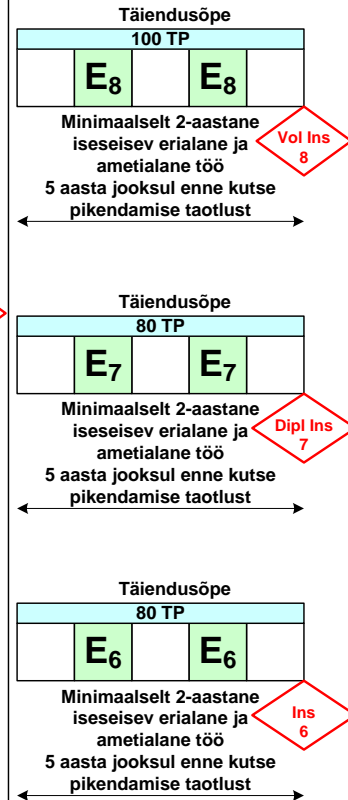 Täiendusõpe
100 TP
E8 E8
Minimaalselt 2-aastane
iseseisev erialane ja
ametialane töö
5 aasta jooksul enne kutse
pikendamise taotlust
Vol Ins
8
Täiendusõpe
80 TP
E7 E7
Minimaalselt 2-aastane
iseseisev erialane ja
ametialane töö
5 aasta jooksul enne kutse
pikendamise taotlust
Dipl Ins
7
Täiendusõpe
80 TP
E6 E6
Minimaalselt 2-aastane
iseseisev erialane ja
ametialane töö
5 aasta jooksul enne kutse
pikendamise taotlust
Ins
6